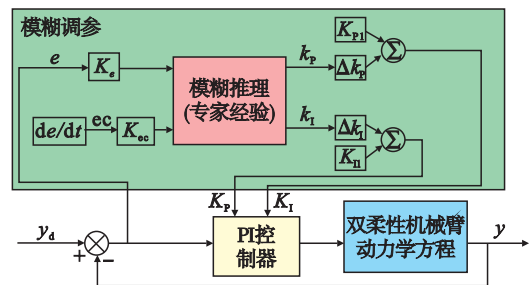 模糊调参
e
K_e
模糊推理
(专家经验)
k_P
K_P1
Δk_P
Σ
de/dt
ec
K_ec
k_I
Δk_I
K_I1
Σ
K_P
K_I
y_d
+
−
PI控
制器
双柔性机械臂
动力学方程
y